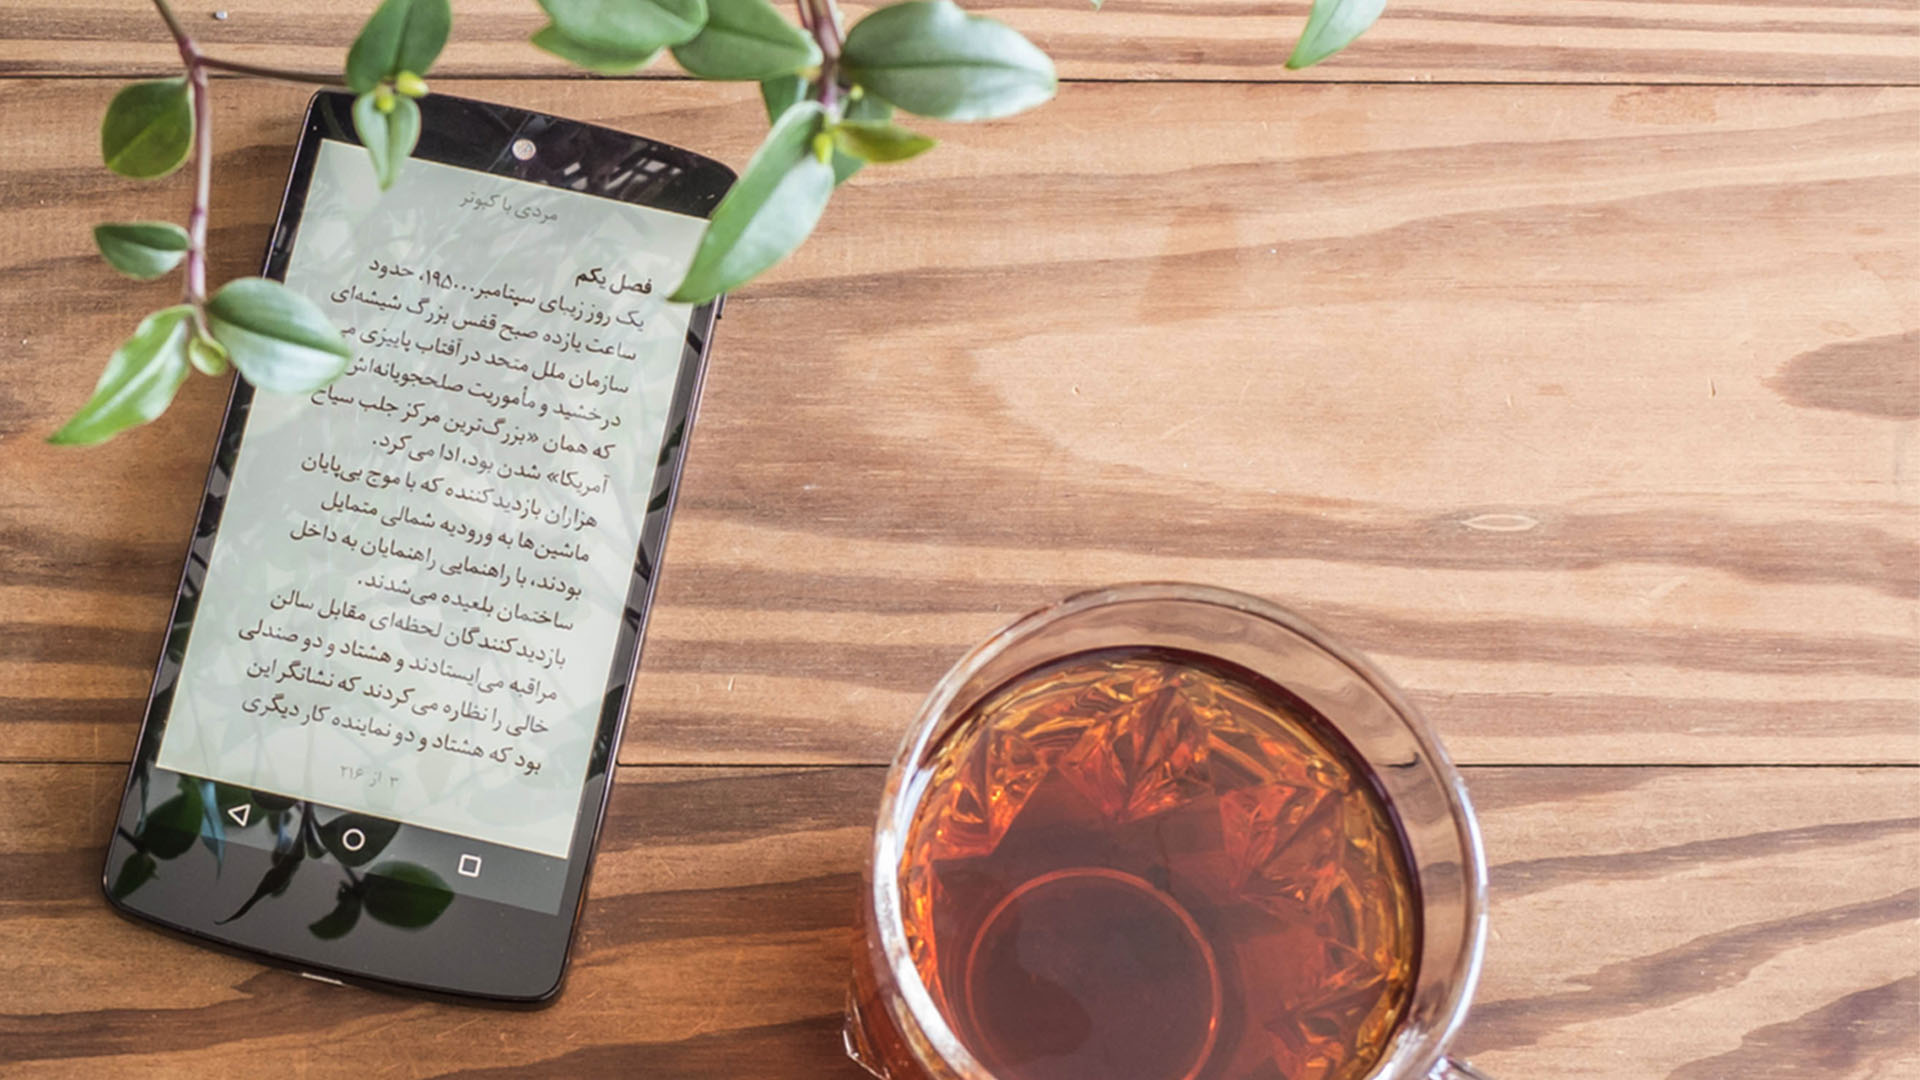 مردی با کبوتر
فصل یکم
یک روز زیبای سپتامبر ۱۹۵۰...، حدود
ساعت یازده صبح قفس بزرگ شیشه‌ای
سازمان ملل متحد در آفتاب پاییزی می
درخشید و مأموریت صلحجویانه‌اش
که همان «بزرگ‌ترین مرکز جلب سیاح
آمریکا» شدن بود، ادا می‌کرد.
هزاران بازدیدکننده که با موج بی‌پایان
ماشین‌ها به ورودیه شمالی متمایل
بودند، با راهنمایی راهنمایان به داخل
ساختمان بلعیده می‌شدند.
بازدیدکنندگان لحظه‌ای مقابل سالن
مراقبه می‌ایستادند و هشتاد و دو صندلی
خالی را نظاره می‌کردند که نشانگر این
بود که هشتاد و دو نماینده کار دیگری
۳ از ۲۱۶